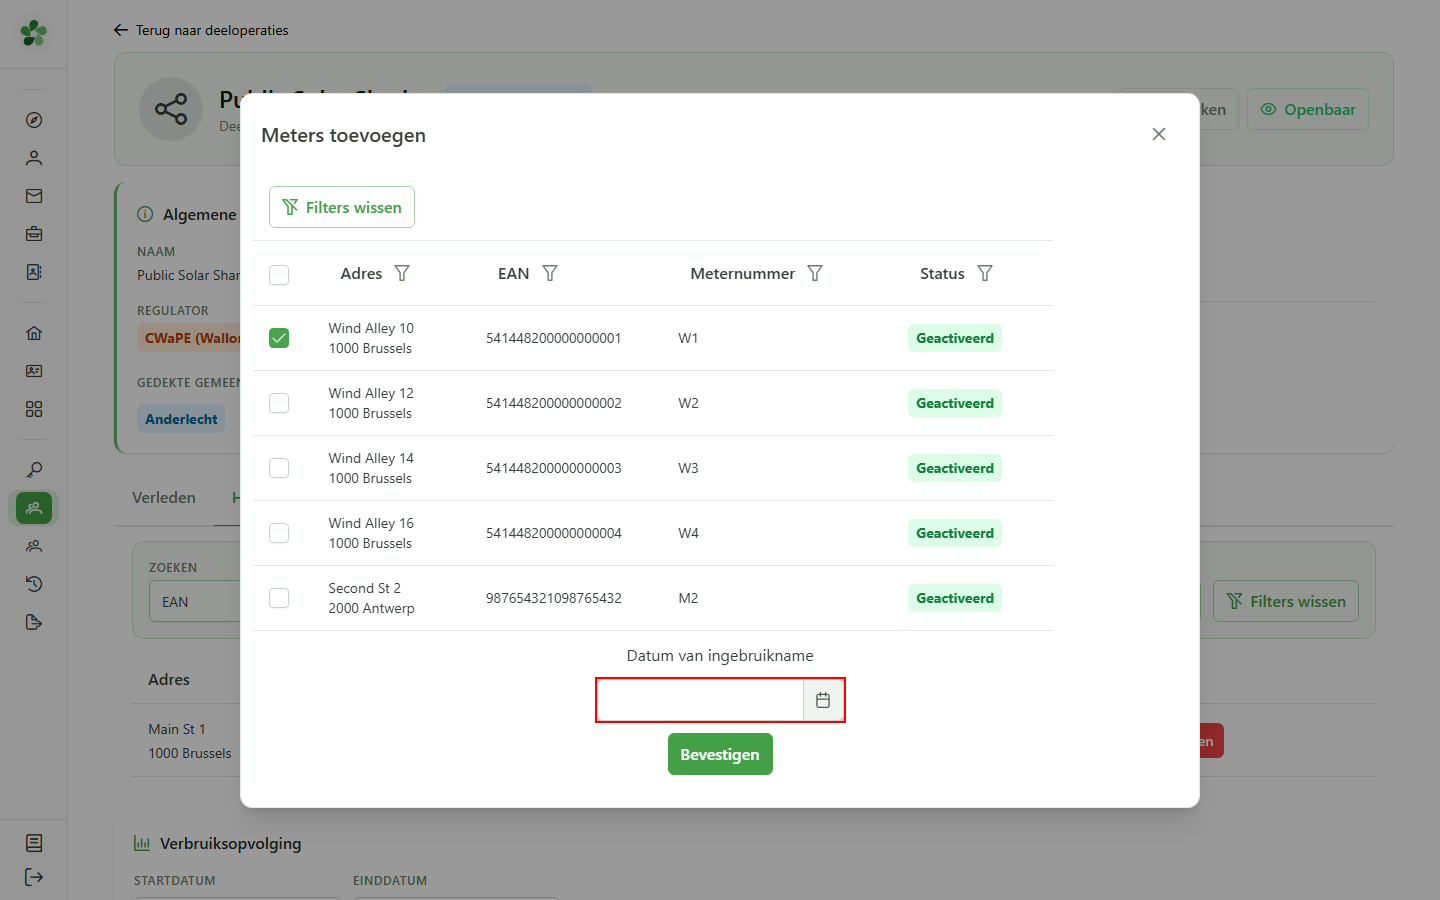 Terug naar deeloperaties
Openbaar
Meters toevoegen
Filters wissen
Algemene
NAAM
Public Solar Shar
REGULATOR
CWaPE (Wallon
GEDEKTE GEMEEN
Anderlecht
Adres EAN Meternummer Status
Wind Alley 10
1000 Brussels
541448200000000001 W1 Geactiveerd
Wind Alley 12
1000 Brussels
541448200000000002 W2 Geactiveerd
Wind Alley 14
1000 Brussels
541448200000000003 W3 Geactiveerd
Wind Alley 16
1000 Brussels
541448200000000004 W4 Geactiveerd
Second St 2
2000 Antwerp
987654321098765432 M2 Geactiveerd
Datum van ingebruikname
Bevestigen
Verleden
ZOEKEN
EAN
Filters wissen
Adres
Main St 1
1000 Brussels
Verbruiksopvolging
STARTDATUM EINDDATUM